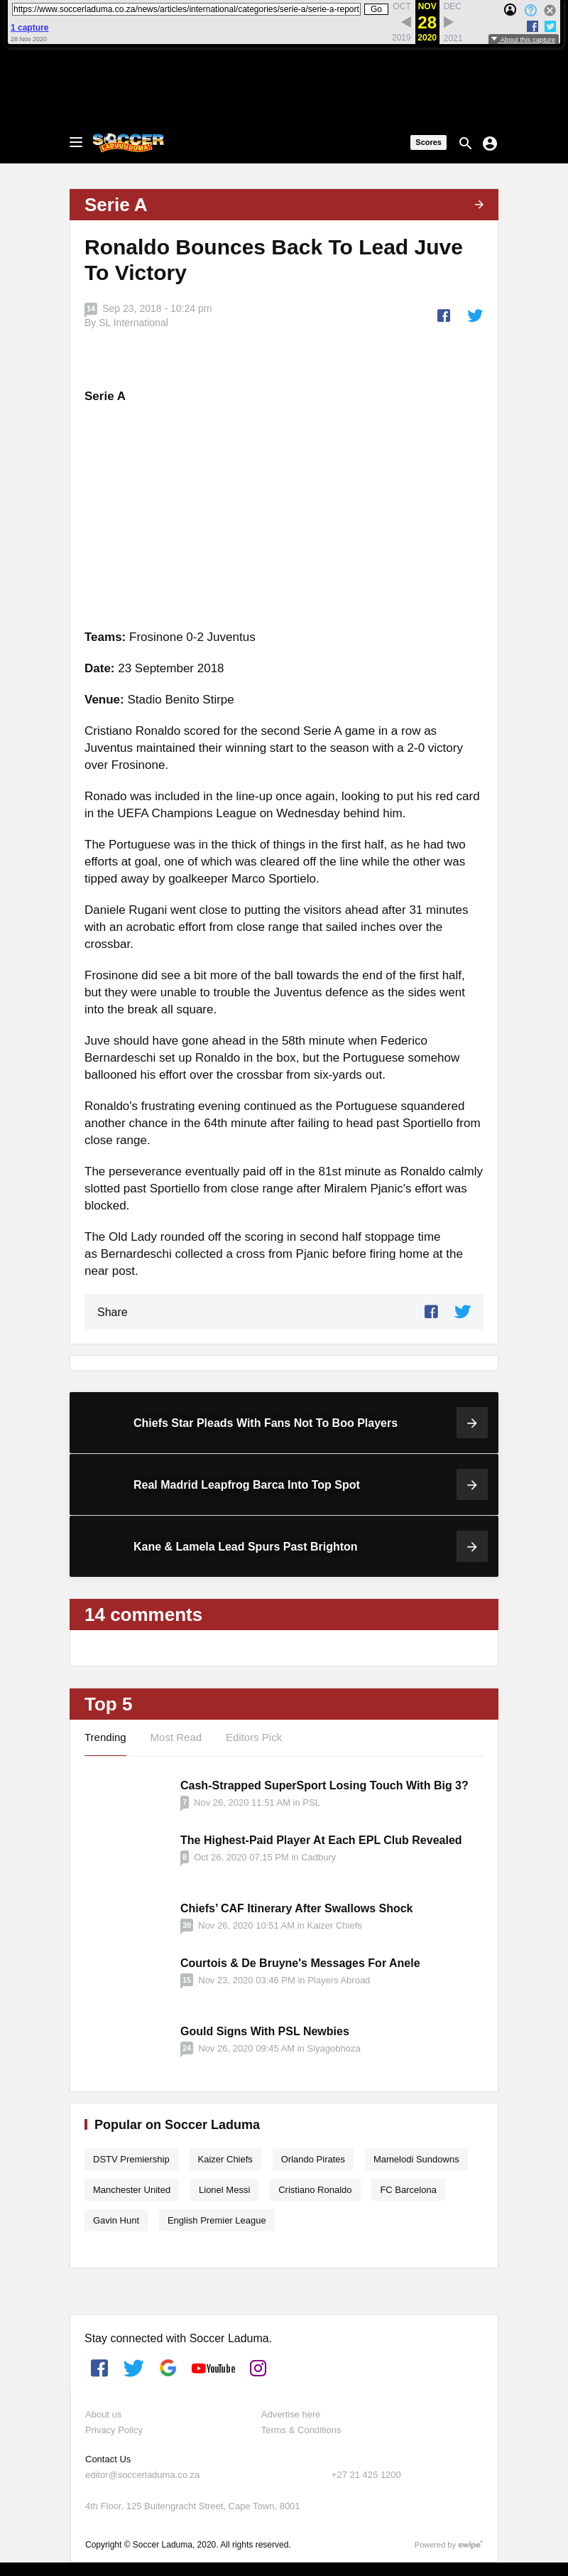 https://www.soccerladuma.co.za/news/articles/international/categories/serie-a/serie-a-report
Go
OCT NOV DEC
28
2019 2020 2021
1 capture
28 Nov 2020
About this capture
SOCCER
LADUUUUMA!
Scores
Serie A
Ronaldo Bounces Back To Lead Juve
To Victory
14 Sep 23, 2018 - 10:24 pm
By SL International
Serie A
Teams: Frosinone 0-2 Juventus
Date: 23 September 2018
Venue: Stadio Benito Stirpe
Cristiano Ronaldo scored for the second Serie A game in a row as
Juventus maintained their winning start to the season with a 2-0 victory
over Frosinone.
Ronado was included in the line-up once again, looking to put his red card
in the UEFA Champions League on Wednesday behind him.
The Portuguese was in the thick of things in the first half, as he had two
efforts at goal, one of which was cleared off the line while the other was
tipped away by goalkeeper Marco Sportielo.
Daniele Rugani went close to putting the visitors ahead after 31 minutes
with an acrobatic effort from close range that sailed inches over the
crossbar.
Frosinone did see a bit more of the ball towards the end of the first half,
but they were unable to trouble the Juventus defence as the sides went
into the break all square.
Juve should have gone ahead in the 58th minute when Federico
Bernardeschi set up Ronaldo in the box, but the Portuguese somehow
ballooned his effort over the crossbar from six-yards out.
Ronaldo's frustrating evening continued as the Portuguese squandered
another chance in the 64th minute after failing to head past Sportiello from
close range.
The perseverance eventually paid off in the 81st minute as Ronaldo calmly
slotted past Sportiello from close range after Miralem Pjanic's effort was
blocked.
The Old Lady rounded off the scoring in second half stoppage time
as Bernardeschi collected a cross from Pjanic before firing home at the
near post.
Share
Chiefs Star Pleads With Fans Not To Boo Players
Real Madrid Leapfrog Barca Into Top Spot
Kane & Lamela Lead Spurs Past Brighton
14 comments
Top 5
Trending Most Read Editors Pick
Cash-Strapped SuperSport Losing Touch With Big 3?
7 Nov 26, 2020 11:51 AM in PSL
The Highest-Paid Player At Each EPL Club Revealed
8 Oct 26, 2020 07:15 PM in Cadbury
Chiefs’ CAF Itinerary After Swallows Shock
39 Nov 26, 2020 10:51 AM in Kaizer Chiefs
Courtois & De Bruyne's Messages For Anele
15 Nov 23, 2020 03:46 PM in Players Abroad
Gould Signs With PSL Newbies
24 Nov 26, 2020 09:45 AM in Siyagobhoza
Popular on Soccer Laduma
DSTV Premiership Kaizer Chiefs Orlando Pirates Mamelodi Sundowns
Manchester United Lionel Messi Cristiano Ronaldo FC Barcelona
Gavin Hunt English Premier League
Stay connected with Soccer Laduma.
YouTube
About us Advertise here
Privacy Policy Terms & Conditions
Contact Us
editor@soccerladuma.co.za +27 21 425 1200
4th Floor, 125 Buitengracht Street, Cape Town, 8001
Copyright © Soccer Laduma, 2020. All rights reserved. Powered by swipe